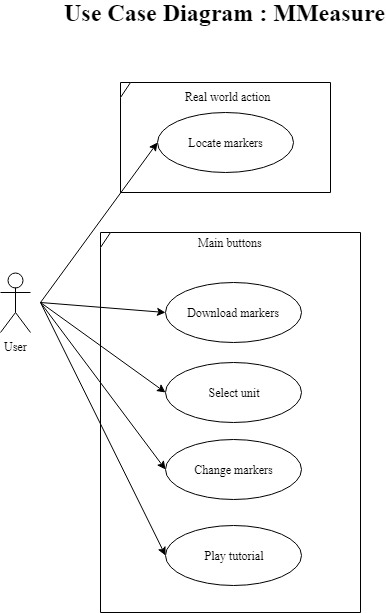 Use Case Diagram : MMeasure
Real world action
Locate markers
Main buttons
Download markers
User
Select unit
Change markers
Play tutorial